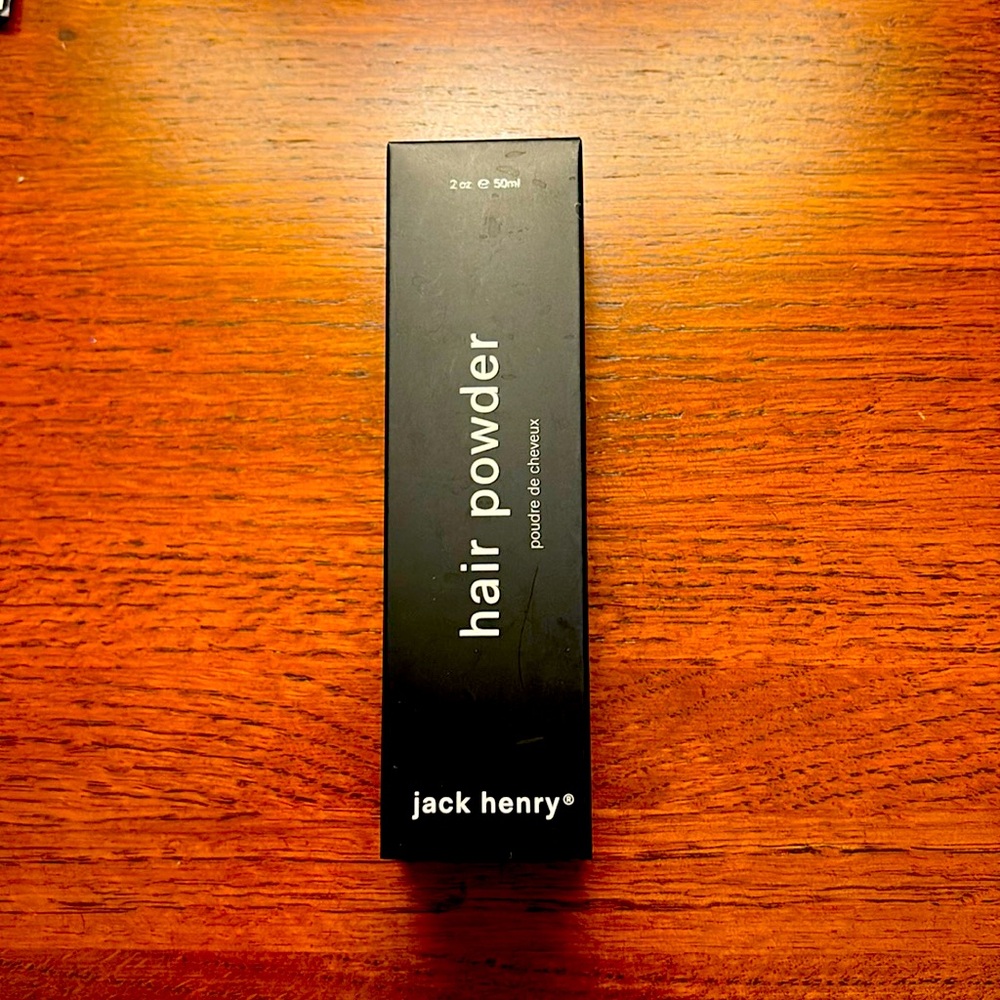 2 oz ℮ 50ml
hair powder
poudre de cheveux
jack henry®